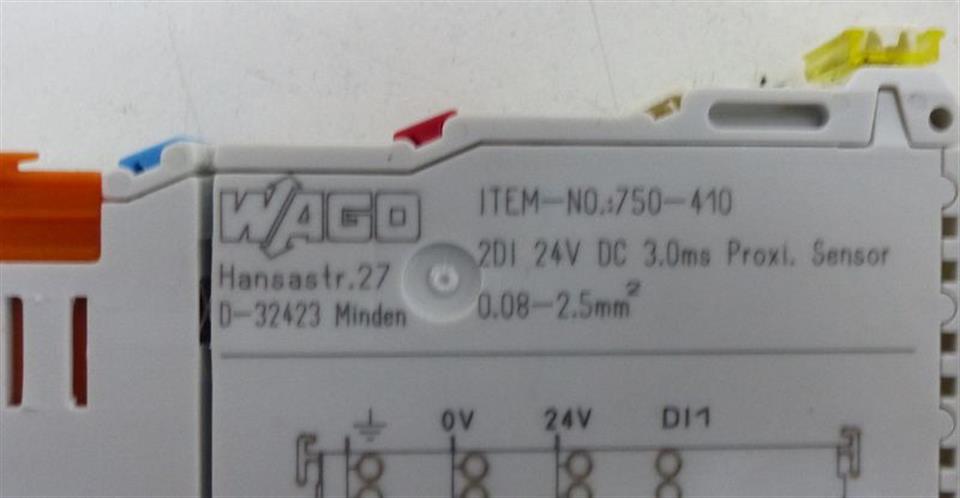 WAGO
Hansastr.27
D-32423 Minden
ITEM-NO.:750-410
2DI 24V DC 3.0ms Proxi. Sensor
0.08-2.5mm²
0V 24V DI1